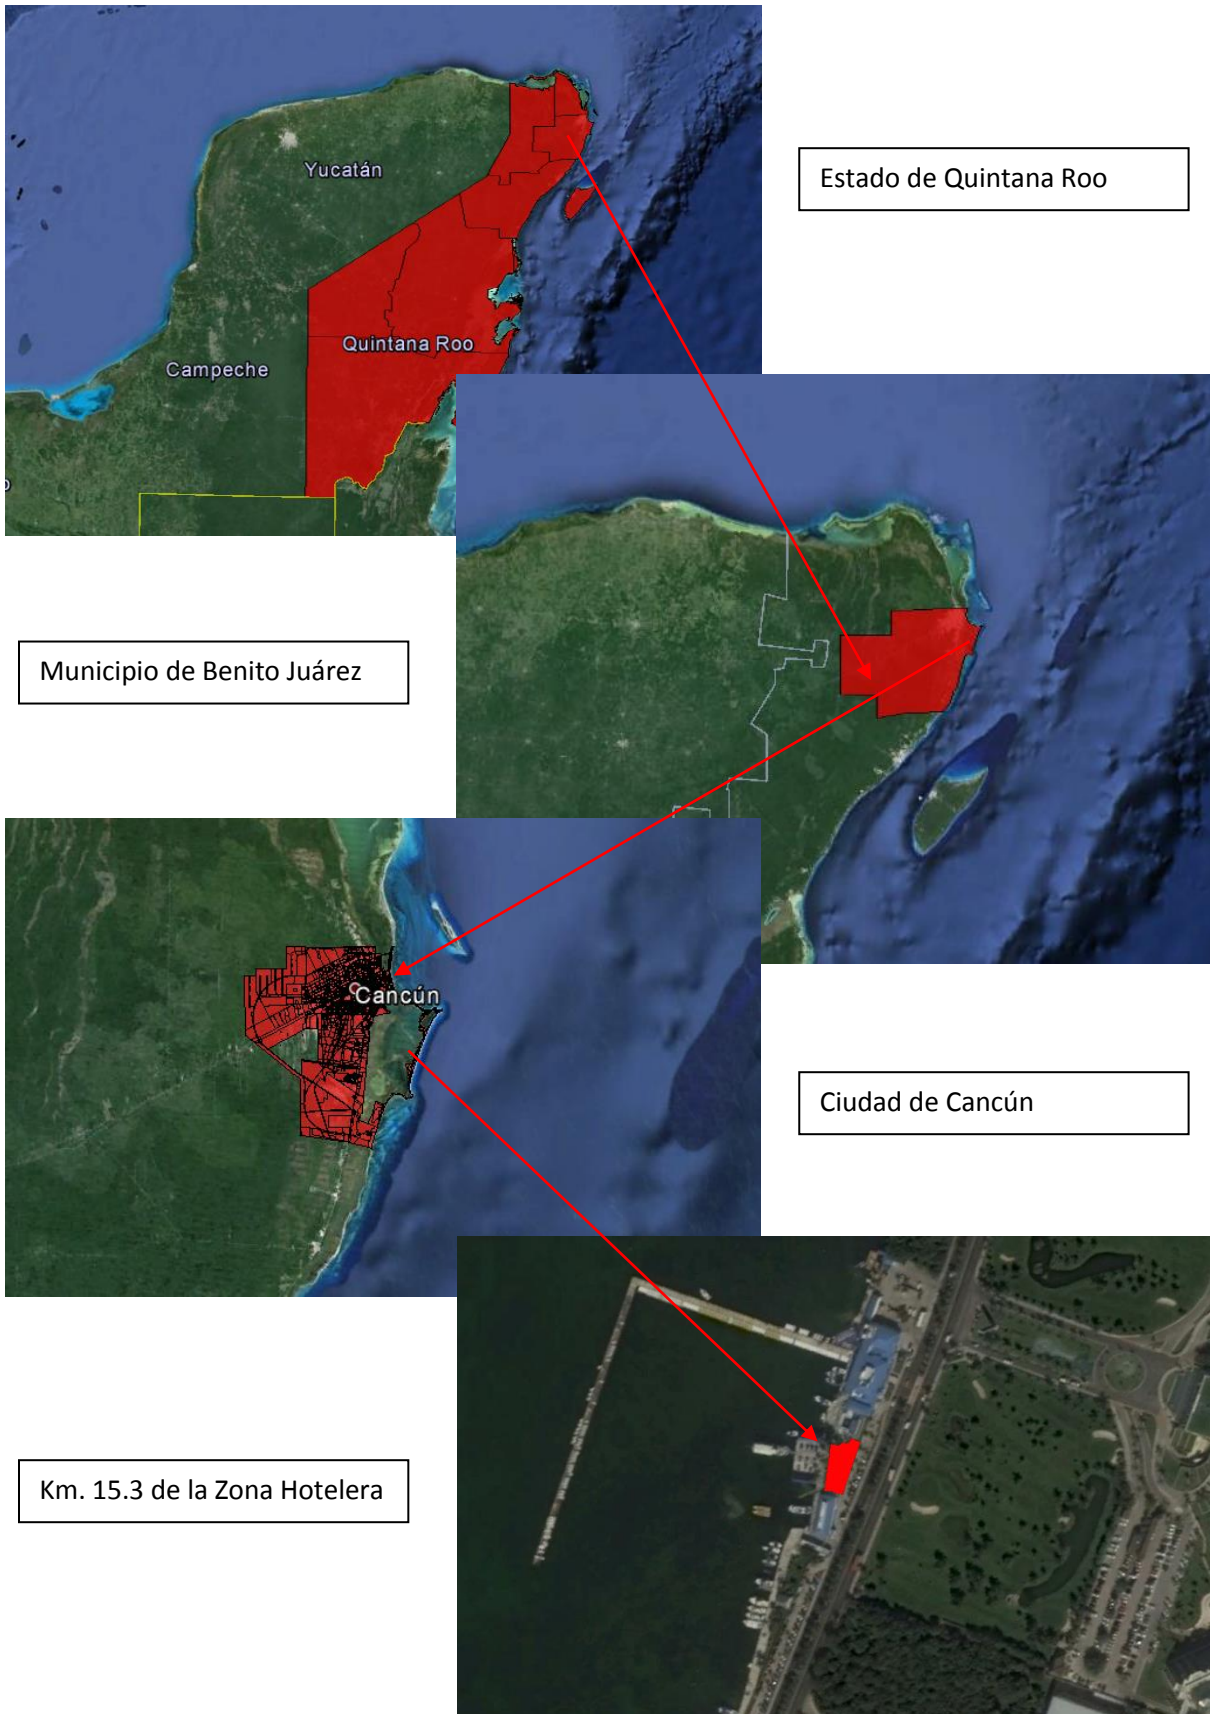 Yucatán
Estado de Quintana Roo
Quintana Roo
Campeche
Municipio de Benito Juárez
Cancún
Ciudad de Cancún
Km. 15.3 de la Zona Hotelera